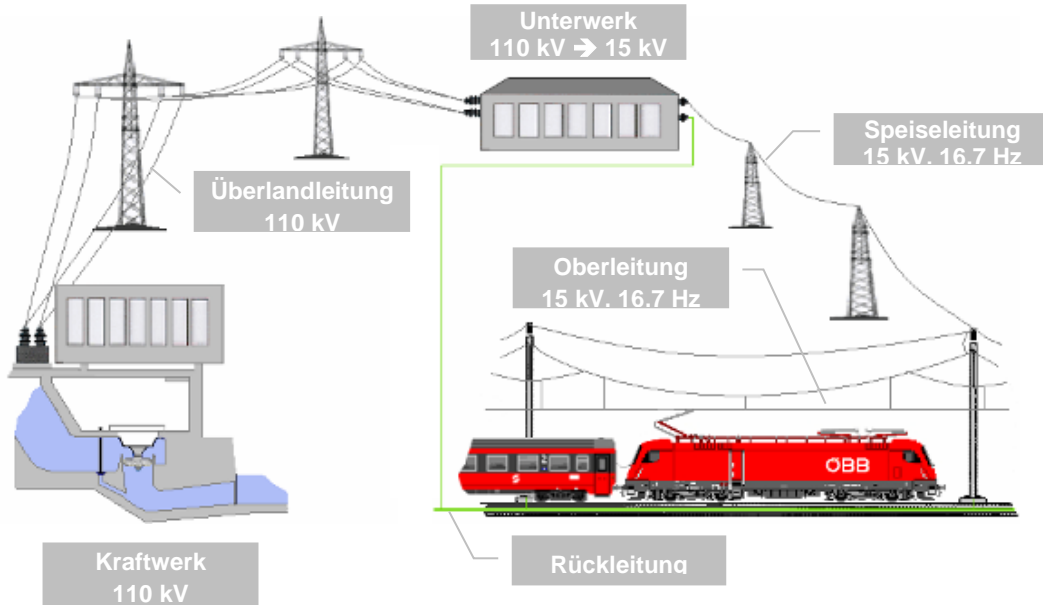 Unterwerk
110 kV ➔ 15 kV
Speiseleitung
15 kV, 16.7 Hz
Überlandleitung
110 kV
Oberleitung
15 kV, 16.7 Hz
ÖBB
Kraftwerk
110 kV
Rückleitung